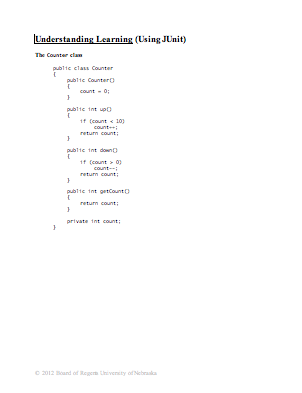 Understanding Learning (Using JUnit)
The Counter class
public class Counter
{
public Counter()
{
count = 0;
}
public int up()
{
if (count < 10)
count++;
return count;
}
public int down()
{
if (count > 0)
count--;
return count;
}
public int getCount()
{
return count;
}
private int count;
}
© 2012 Board of Regents University of Nebraska